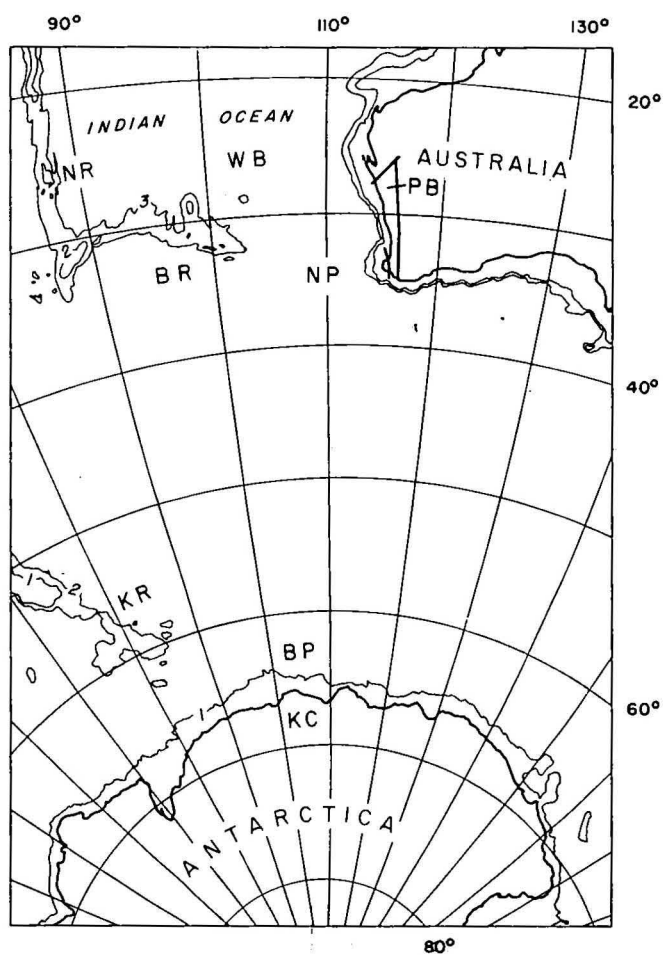 90° 110° 130°
INDIAN OCEAN
20°
NR WB AUSTRALIA
3 PB
2
BR NP
40°
1 2
KR
BP
1
KC 60°
ANTARCTICA
80°